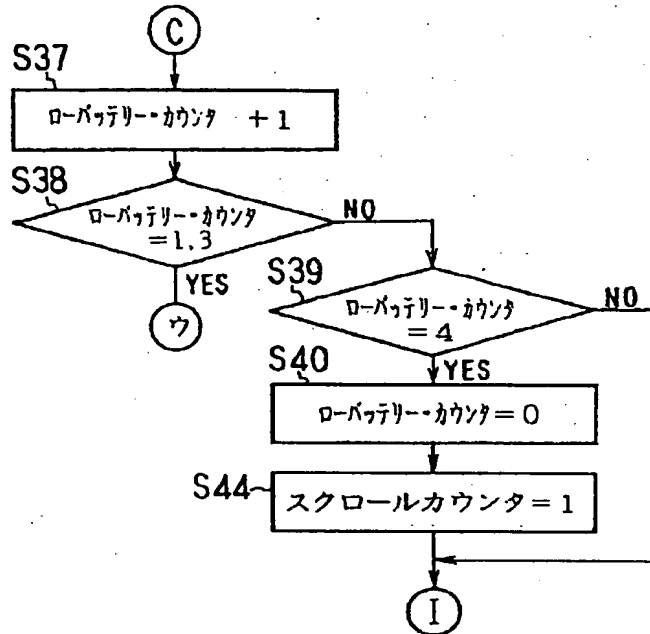 C
S37
ローバッテリー・カウンタ +1
S38
ローバッテリー・カウンタ
=1,3
NO
YES
ウ
S39
ローバッテリー・カウンタ
=4
NO
YES
S40
ローバッテリー・カウンタ=0
S44
スクロールカウンタ=1
I